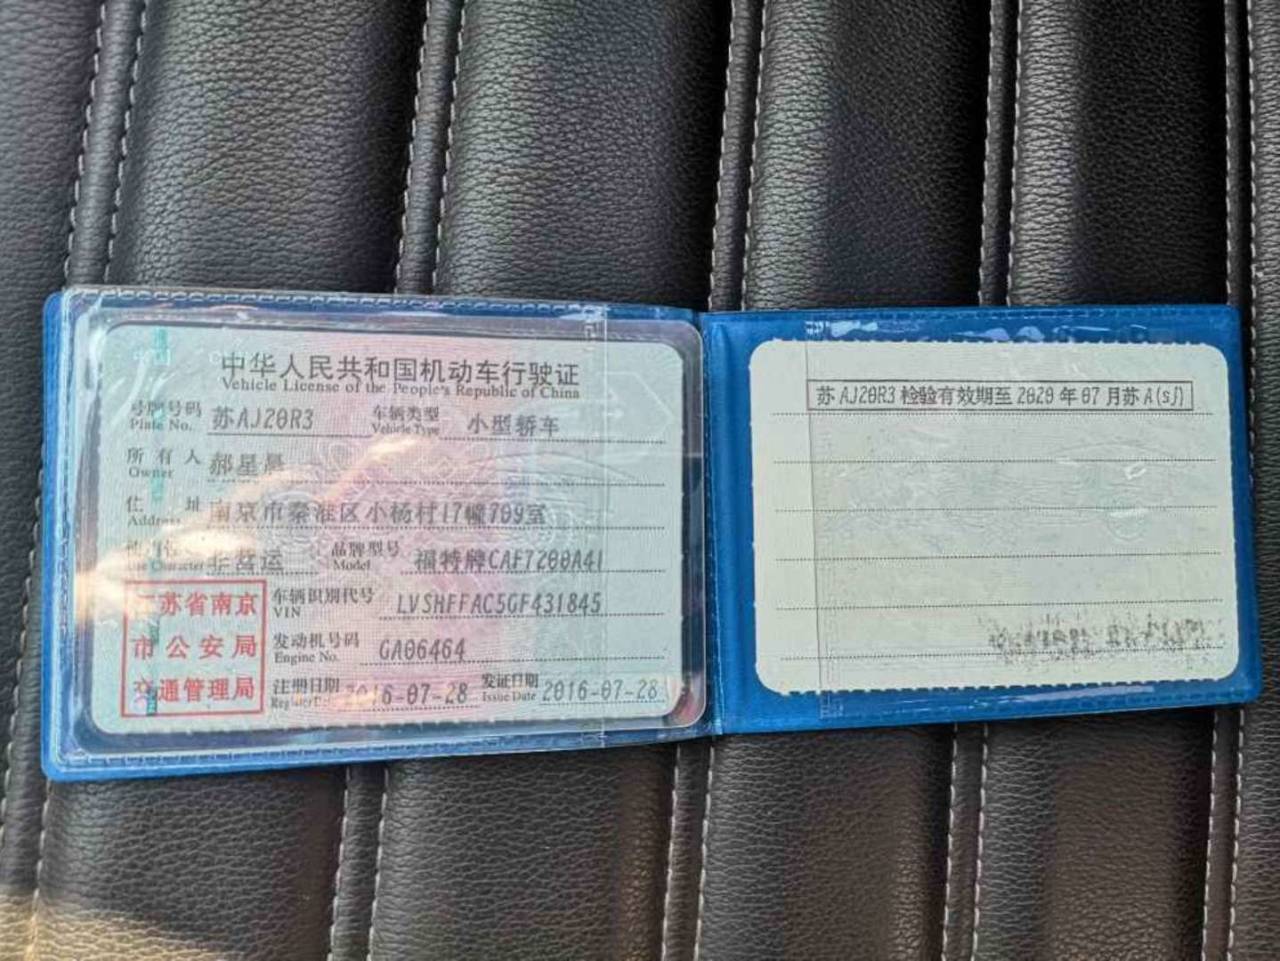 中华人民共和国机动车行驶证
Vehicle License of the People's Republic of China
号牌号码 苏AJ20R3 车辆类型 小型轿车
Plate No. Vehicle Type
所有人 郝星晨
Owner
住址 南京市秦淮区小杨村17幢709室
Address
非营运 品牌型号 福特牌CAF7200A41
Use Character Model
江苏省南京
市公安局
交通管理局
车辆识别代号 LVSHFFAC5GF431845
VIN
发动机号码 GA06464
Engine No.
注册日期 2016-07-28 发证日期 2016-07-28
Register Date Issue Date
苏AJ20R3检验有效期至2020年07月苏A(sj)